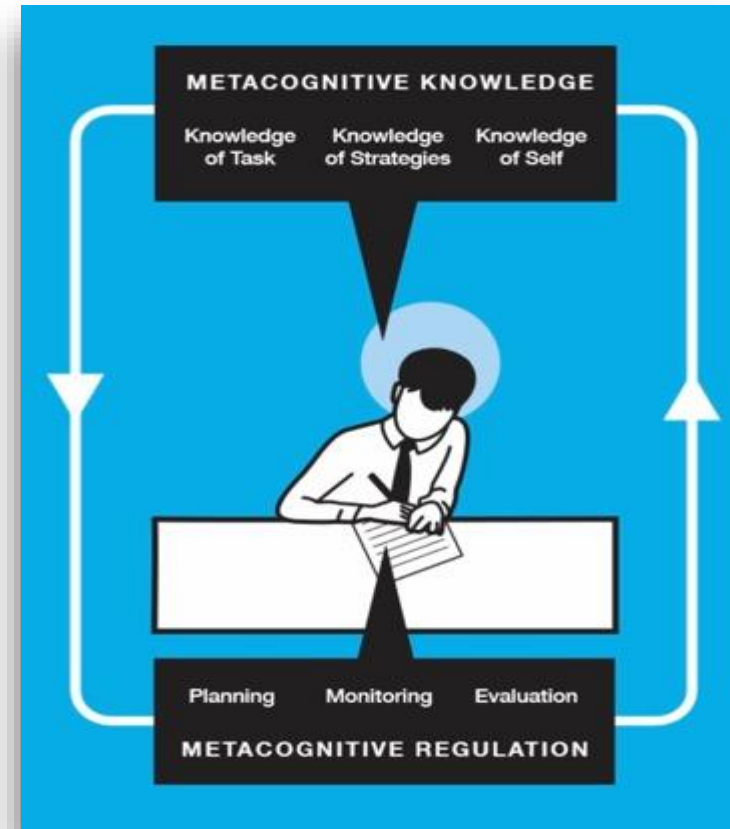 METACOGNITIVE KNOWLEDGE
Knowledge of Task
Knowledge of Strategies
Knowledge of Self
Planning Monitoring Evaluation
METACOGNITIVE REGULATION